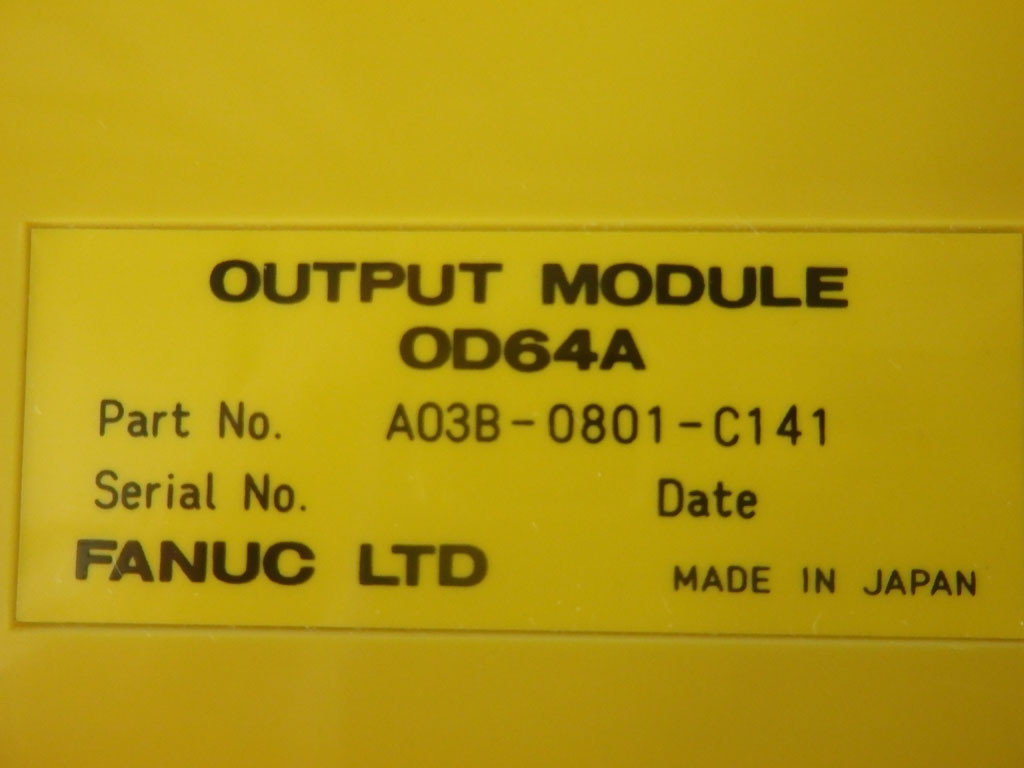 OUTPUT MODULE
OD64A
Part No. A03B-0801-C141
Serial No. Date
FANUC LTD MADE IN JAPAN